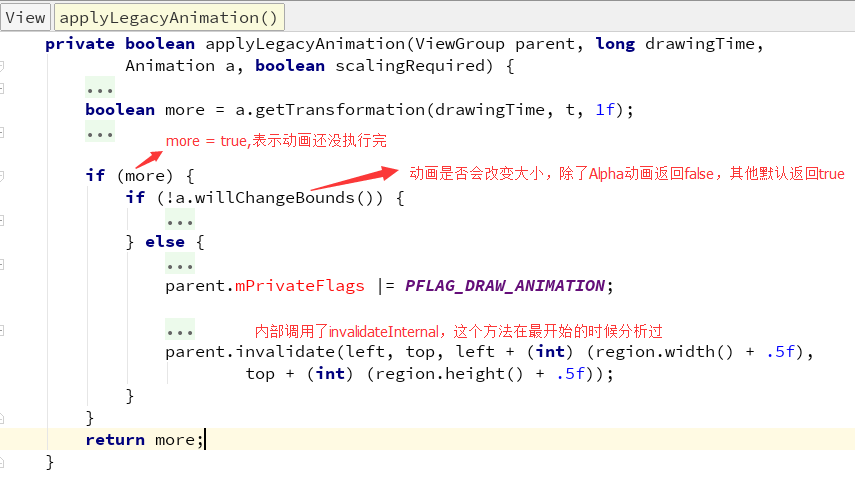 View applyLegacyAnimation()
private boolean applyLegacyAnimation(ViewGroup parent, long drawingTime,
Animation a, boolean scalingRequired) {
...
boolean more = a.getTransformation(drawingTime, t, 1f);
...
more = true,表示动画还没执行完
if (more) {
动画是否会改变大小，除了Alpha动画返回false，其他默认返回true
if (!a.willChangeBounds()) {
...
} else {
...
parent.mPrivateFlags |= PFLAG_DRAW_ANIMATION;
... 内部调用了invalidateInternal，这个方法在最开始的时候分析过
parent.invalidate(left, top, left + (int) (region.width() + .5f),
top + (int) (region.height() + .5f));
}
}
return more;
}